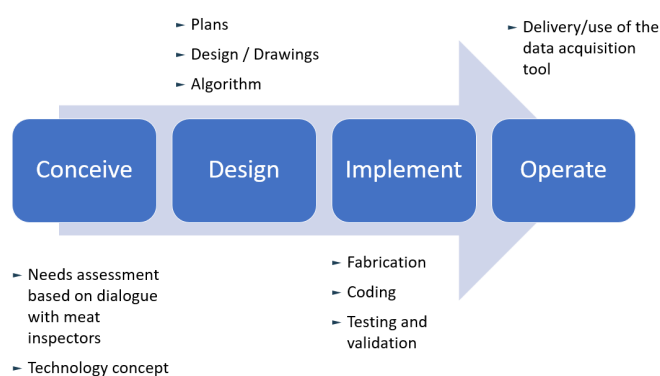 Plans
Design / Drawings
Algorithm
Delivery/use of the
data acquisition
tool
Conceive
Design
Implement
Operate
Needs assessment
based on dialogue
with meat
inspectors
Technology concept
Fabrication
Coding
Testing and
validation